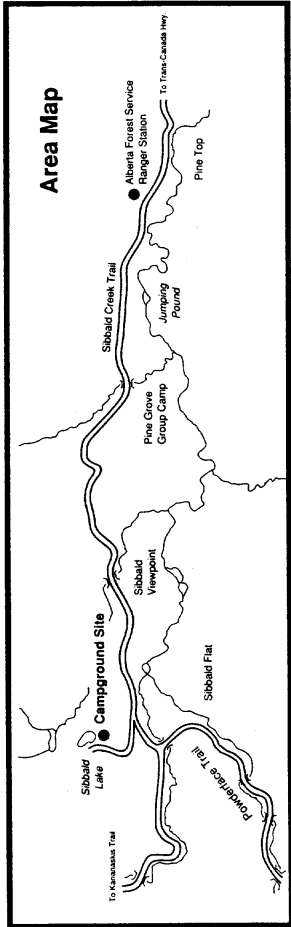 Area Map
To Trans-Canada Hwy
Alberta Forest Service
Ranger Station
Pine Top
Sibbald Creek Trail
Jumping
Pound
Pine Grove
Group Camp
Sibbald
Viewpoint
Campground Site
Sibbald
Lake
Sibbald Flat
Powderface Trail
To Kananaskis Trail